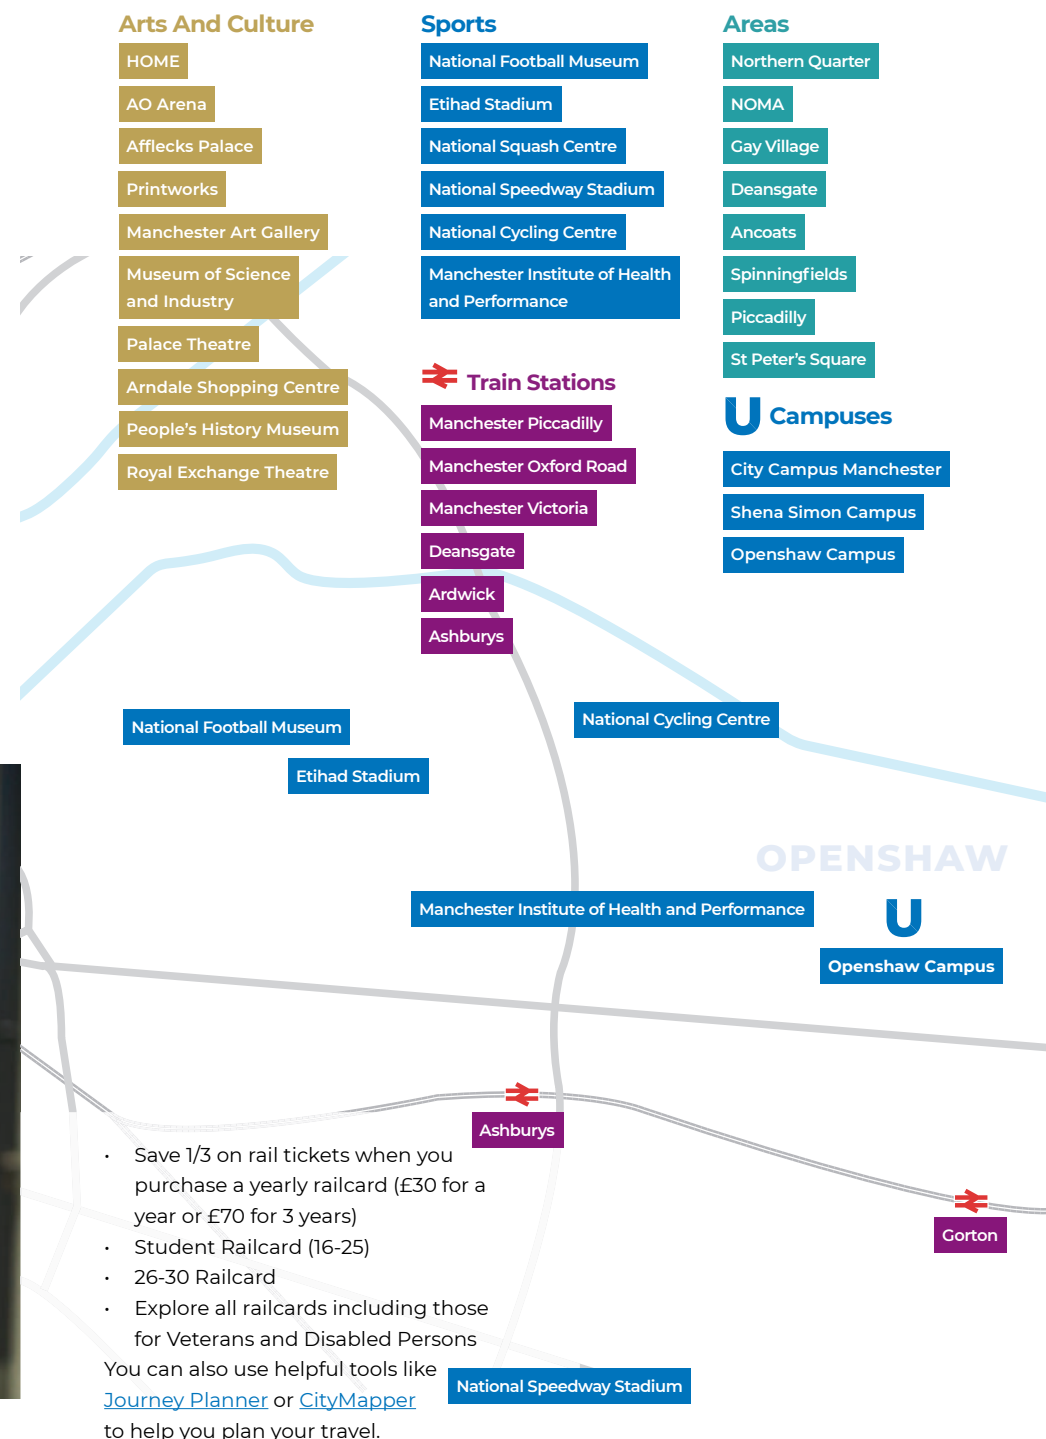 Arts And Culture
HOME
AO Arena
Afflecks Palace
Printworks
Manchester Art Gallery
Museum of Science
and Industry
Palace Theatre
Arndale Shopping Centre
People's History Museum
Royal Exchange Theatre
Sports
National Football Museum
Etihad Stadium
National Squash Centre
National Speedway Stadium
National Cycling Centre
Manchester Institute of Health
and Performance
Train Stations
Manchester Piccadilly
Manchester Oxford Road
Manchester Victoria
Deansgate
Ardwick
Ashburys
Areas
Northern Quarter
NOMA
Gay Village
Deansgate
Ancoats
Spinningfields
Piccadilly
St Peter's Square
U Campuses
City Campus Manchester
Shena Simon Campus
Openshaw Campus
National Football Museum
National Cycling Centre
Etihad Stadium
OPENSHAW
Manchester Institute of Health and Performance
U
Openshaw Campus
Ashburys
Gorton
• Save 1/3 on rail tickets when you
purchase a yearly railcard (£30 for a
year or £70 for 3 years)
• Student Railcard (16-25)
• 26-30 Railcard
• Explore all railcards including those
for Veterans and Disabled Persons
You can also use helpful tools like
Journey Planner or CityMapper
to help you plan your travel.
National Speedway Stadium